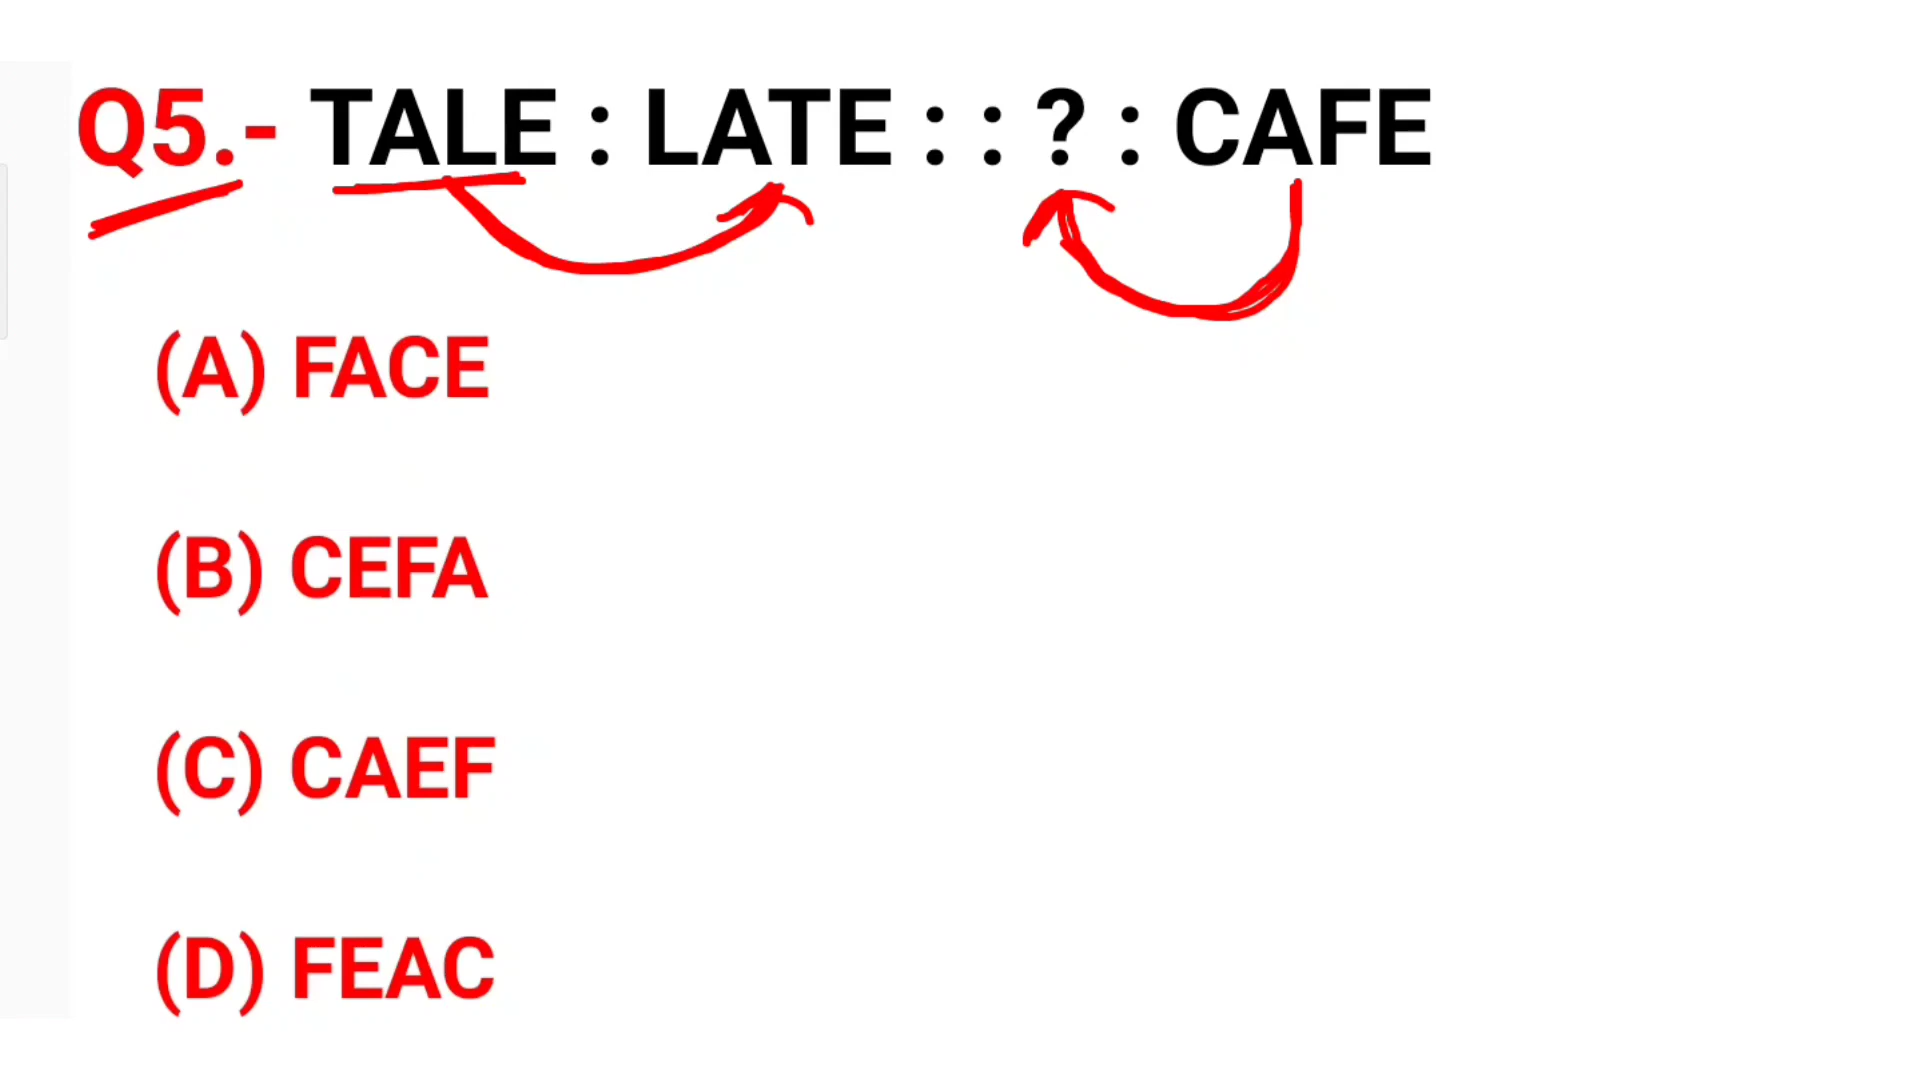 Q5.- TALE : LATE : : ? : CAFE
(A) FACE
(B) CEFA
(C) CAEF
(D) FEAC